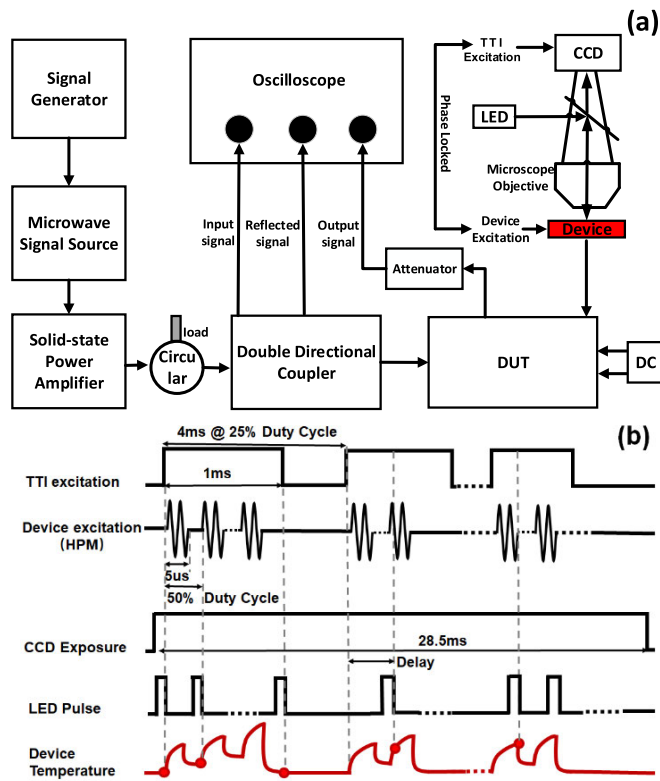 (a)
Signal
Generator
Microwave
Signal Source
Solid-state
Power
Amplifier
load
Circu
lar
Oscilloscope
Input
signal
Reflected
signal
Output
signal
Attenuator
Double Directional
Coupler
DUT
DC
Phase Locked
TTI
Excitation
CCD
LED
Microscope
Objective
Device
Excitation
Device
(b)
4ms @ 25% Duty Cycle
TTI excitation
1ms
Device excitation
(HPM)
5us
50% Duty Cycle
CCD Exposure
28.5ms
Delay
LED Pulse
Device
Temperature